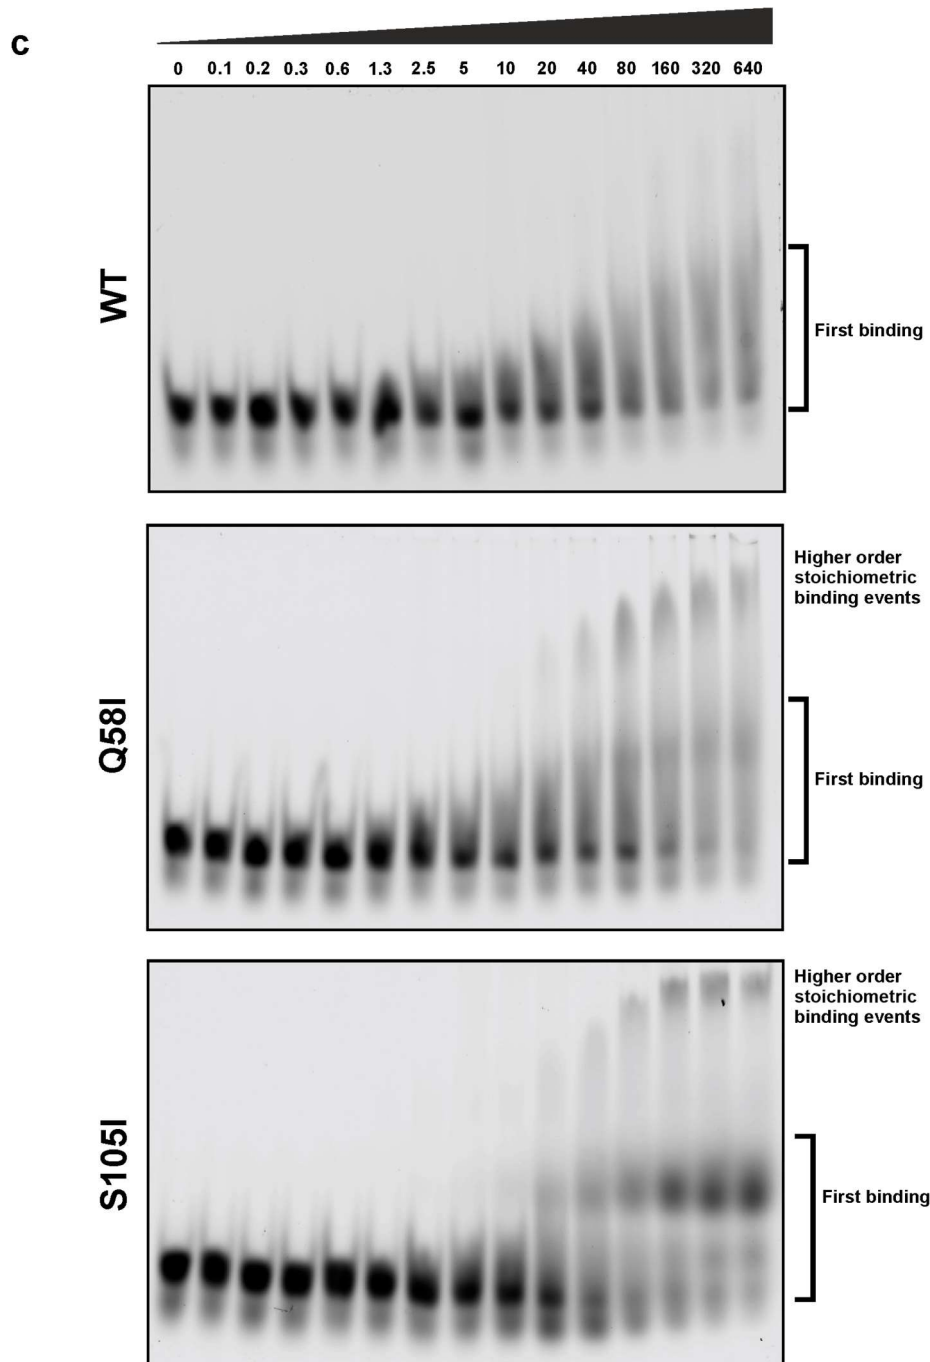 c
0 0.1 0.2 0.3 0.6 1.3 2.5 5 10 20 40 80 160 320 640
WT
First binding
Q58I
Higher order
stoichiometric
binding events
First binding
S105I
Higher order
stoichiometric
binding events
First binding